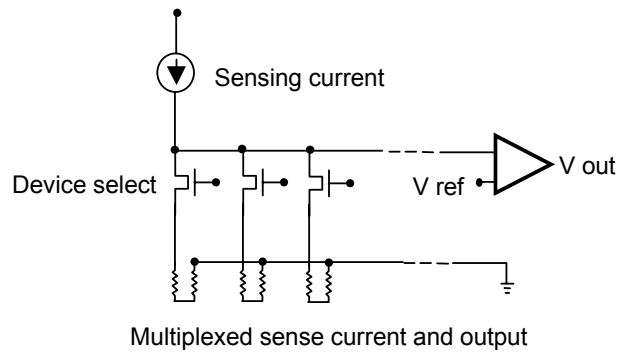 Sensing current
Device select
V ref
V out
Multiplexed sense current and output